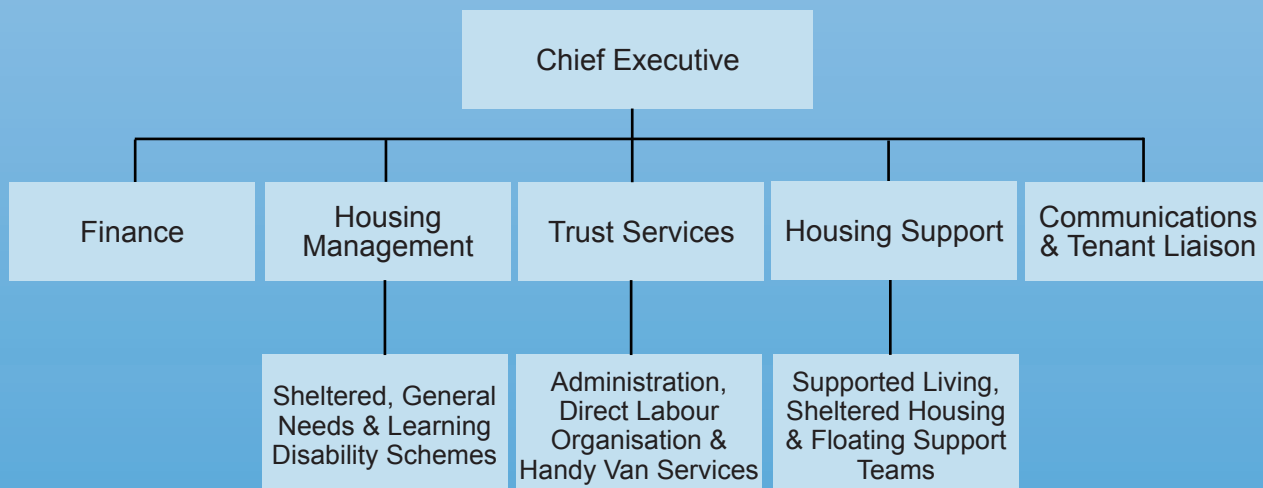 Chief Executive
Finance
Housing
Management
Trust Services
Housing Support
Communications
& Tenant Liaison
Sheltered, General
Needs & Learning
Disability Schemes
Administration,
Direct Labour
Organisation &
Handy Van Services
Supported Living,
Sheltered Housing
& Floating Support
Teams